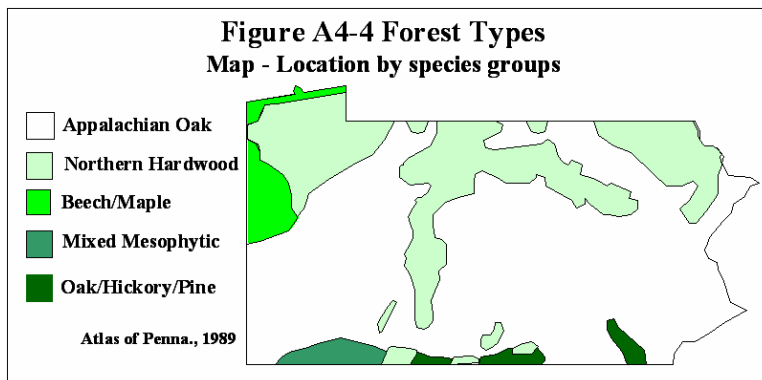 Figure A4-4 Forest Types
Map - Location by species groups
Appalachian Oak
Northern Hardwood
Beech/Maple
Mixed Mesophytic
Oak/Hickory/Pine
Atlas of Penna., 1989